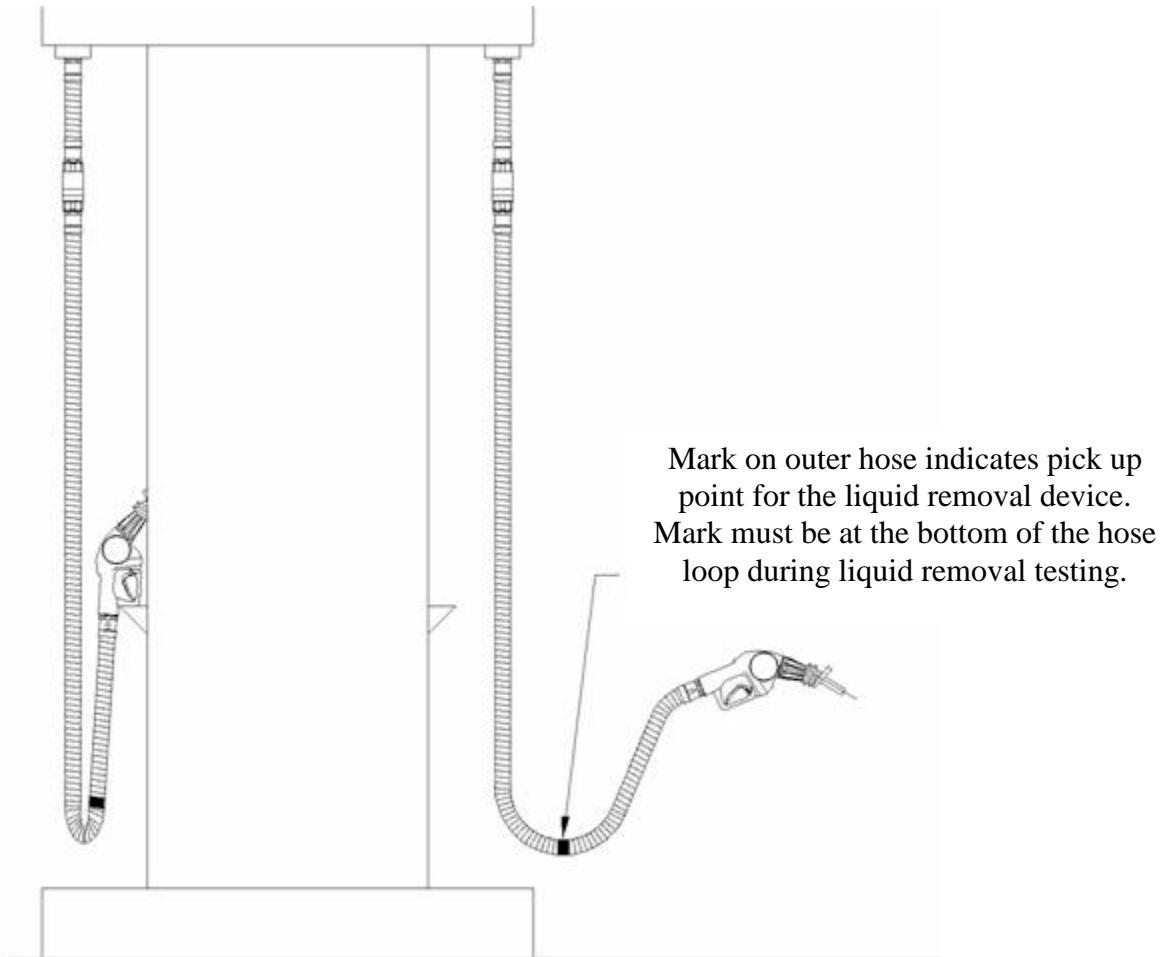 Mark on outer hose indicates pick up
point for the liquid removal device.
Mark must be at the bottom of the hose
loop during liquid removal testing.